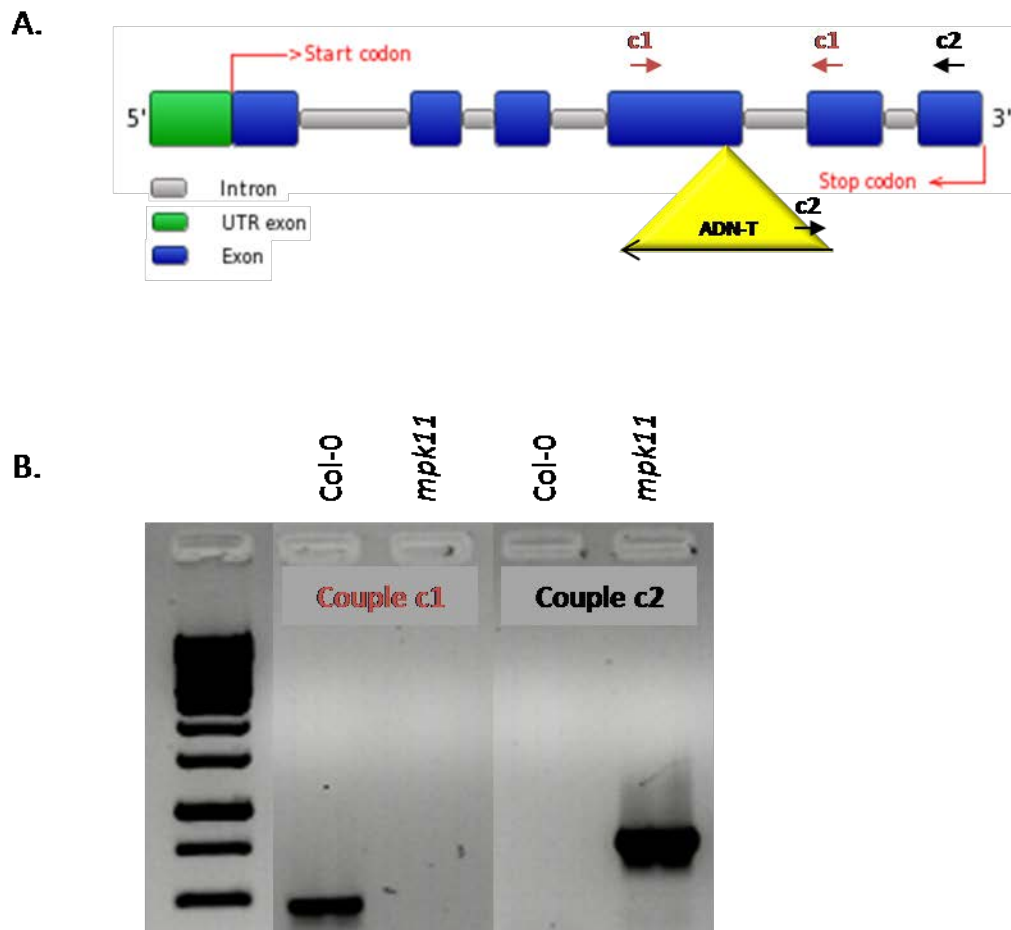 A.
c1 c1 c2
>Start codon
5' 3'
Stop codon
c2
ADN-T
Intron
UTR exon
Exon
B.
Col-0 mpk11 Col-0 mpk11
Couple c1 Couple c2